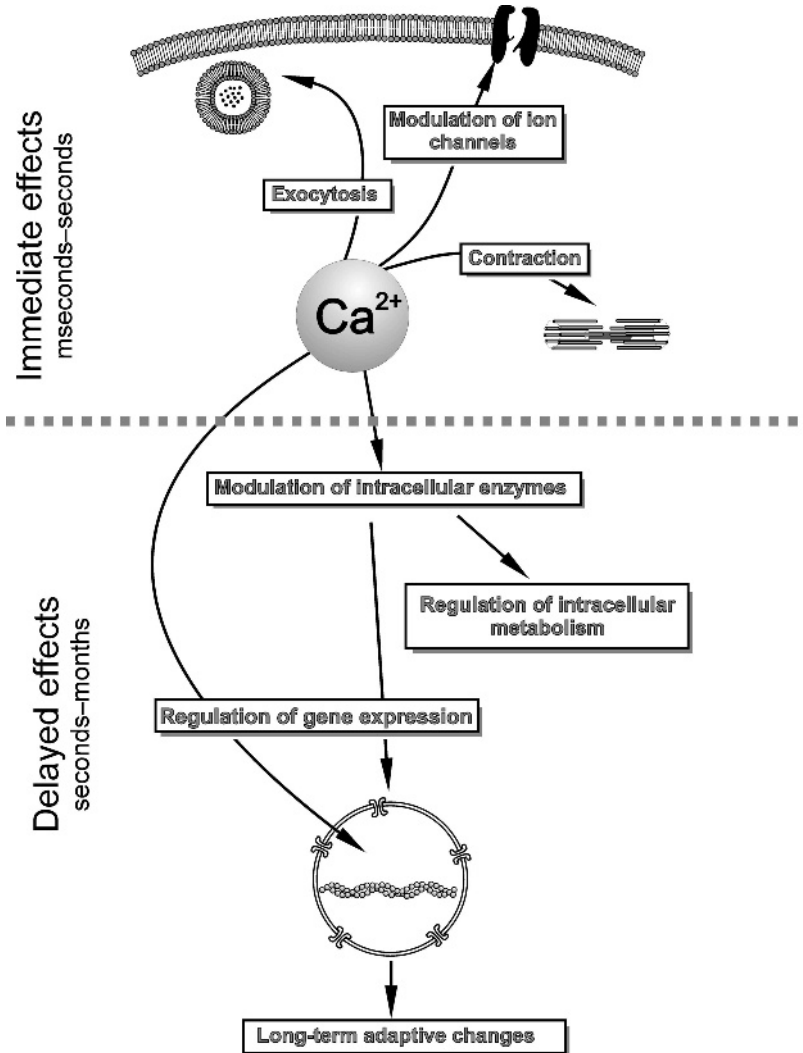 Immediate effects
mseconds–seconds
Modulation of ion
channels
Exocytosis
Contraction
Ca2+
Modulation of intracellular enzymes
Regulation of intracellular
metabolism
Delayed effects
seconds–months
Regulation of gene expression
Long-term adaptive changes